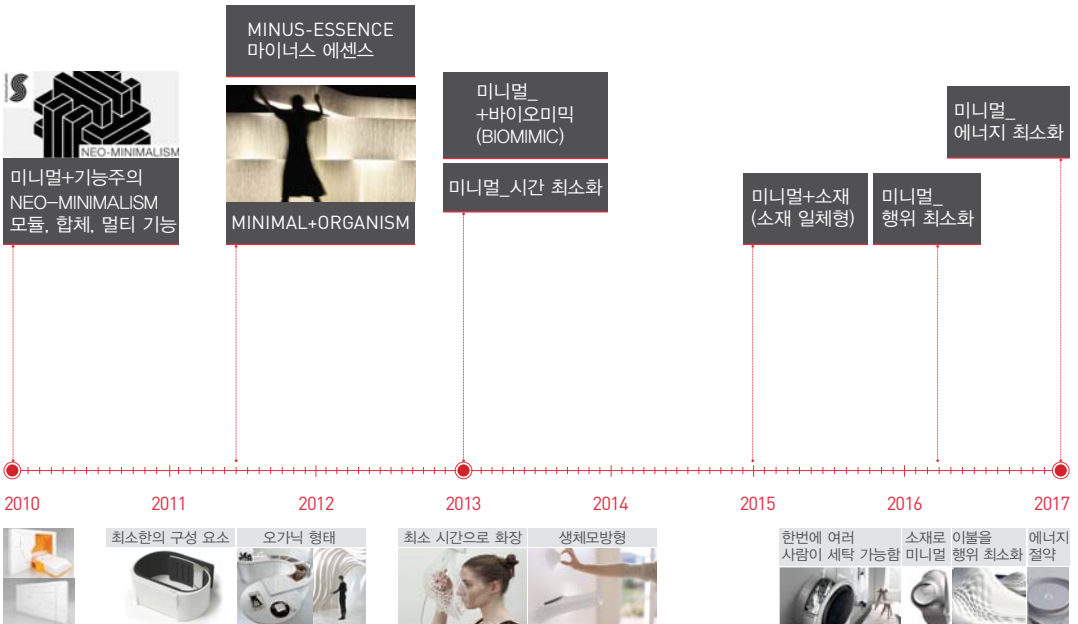 MINUS-ESSENCE
마이너스 에센스
NEO-MINIMALISM
미니멀+기능주의
NEO-MINIMALISM
모듈, 합체, 멀티 기능
MINIMAL+ORGANISM
미니멀_
+바이오미믹
(BIOMIMIC)
미니멀_시간 최소화
미니멀+소재
(소재 일체형)
미니멀_
행위 최소화
미니멀_
에너지 최소화
2010
2011
2012
2013
2014
2015
2016
2017
최소한의 구성 요소
오가닉 형태
최소 시간으로 화장
생체모방형
한번에 여러
사람이 세탁 가능함
소재로
미니멀
이불을
행위 최소화
에너지
절약